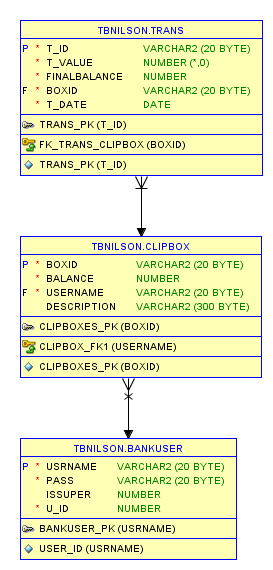 TBNILSON.TRANS
P * T_ID VARCHAR2 (20 BYTE)
* T_VALUE NUMBER (*,0)
* FINALBALANCE NUMBER
F * BOXID VARCHAR2 (20 BYTE)
* T_DATE DATE
TRANS_PK (T_ID)
FK_TRANS_CLIPBOX (BOXID)
TRANS_PK (T_ID)
TBNILSON.CLIPBOX
P * BOXID VARCHAR2 (20 BYTE)
* BALANCE NUMBER
F * USERNAME VARCHAR2 (20 BYTE)
DESCRIPTION VARCHAR2 (300 BYTE)
CLIPBOXES_PK (BOXID)
CLIPBOX_FK1 (USERNAME)
CLIPBOXES_PK (BOXID)
TBNILSON.BANKUSER
P * USRNAME VARCHAR2 (20 BYTE)
* PASS VARCHAR2 (20 BYTE)
ISSUPER NUMBER
* U_ID NUMBER
BANKUSER_PK (USRNAME)
USER_ID (USRNAME)